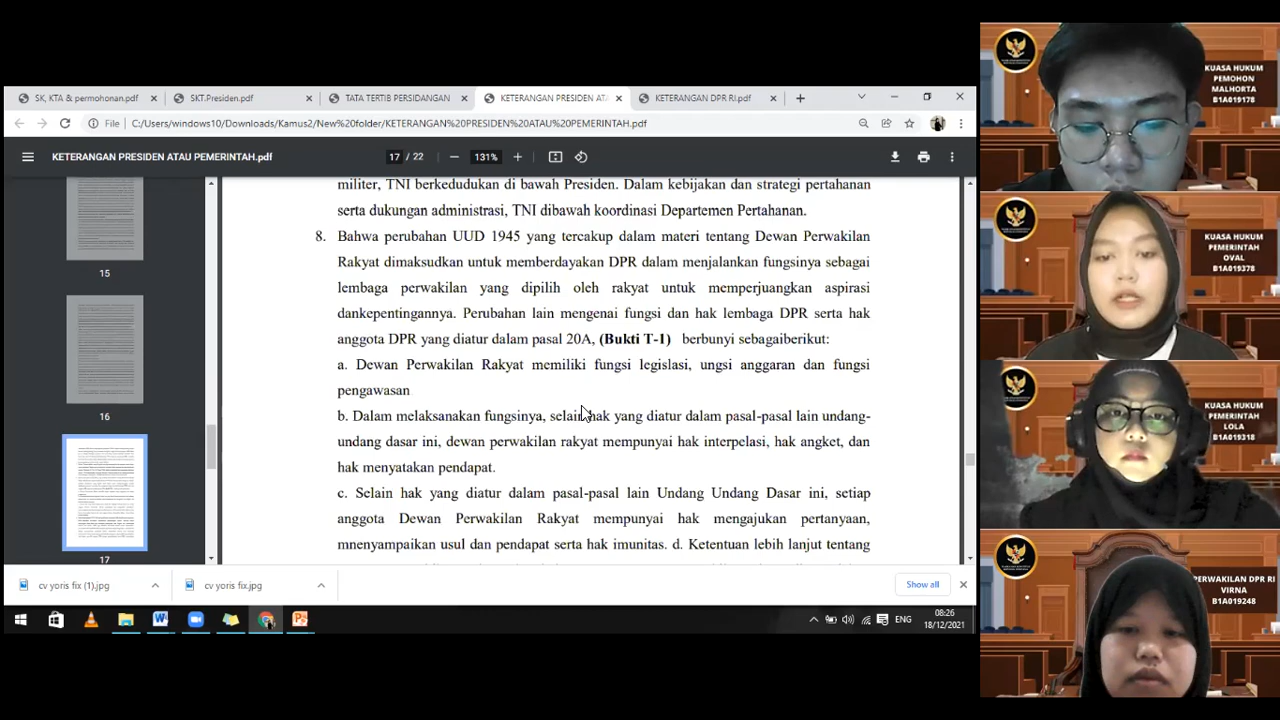 SK, KTA & permohonan.pdf
SKT.Presiden.pdf
TATA TERTIB PERSIDANGAN
KETERANGAN PRESIDEN ATA
KETERANGAN DPR RI.pdf
File
C:/Users/windows10/Downloads/Kamus2/New%20folder/KETERANGAN%20PRESIDEN%20ATAU%20PEMERINTAH.pdf
KETERANGAN PRESIDEN ATAU PEMERINTAH.pdf
17 / 22
131%
15
16
17
militer, TNI berkedudukan di bawah Presiden. Dalam kebijakan dan strategi pertahanan
serta dukungan administrasi, TNI dibawah koordinasi Departemen Pertahanan.
8. Bahwa perubahan UUD 1945 yang tercakup dalam materi tentang Dewan Perwakilan
Rakyat dimaksudkan untuk memberdayakan DPR dalam menjalankan fungsinya sebagai
lembaga perwakilan yang dipilih oleh rakyat untuk memperjuangkan aspirasi
dankepentingannya. Perubahan lain mengenai fungsi dan hak lembaga DPR serta hak
anggota DPR yang diatur dalam pasal 20A, (Bukti T-1) berbunyi sebagaiberikut:
a. Dewan Perwakilan Rakyat memiliki fungsi legislasi, ungsi anggaran dan fungsi
pengawasan
b. Dalam melaksanakan fungsinya, selain hak yang diatur dalam pasal-pasal lain undang-
undang dasar ini, dewan perwakilan rakyat mempunyai hak interpelasi, hak angket, dan
hak menyatakan pendapat.
c. Selain hak yang diatur dalam pasal-pasal lain Undang Undang Dasar ini, setiap
anggota Dewan Perwakilan Rakyat mempunyai hak mengajukan pertanyaan,
mnenyampaikan usul dan pendapat serta hak imunitas. d. Ketentuan lebih lanjut tentang
cv yoris fix (1).jpg
cv yoris fix.jpg
Show all
ENG
08:26
18/12/2021
KUASA HUKUM
PEMOHON
MALHORTA
B1A019178
KUASA HUKUM
PEMERINTAH
OVAL
B1A019378
KUASA HUKUM
PEMERINTAH
LOLA
B1A019318
PERWAKILAN DPR RI
VIRNA
B1A019248